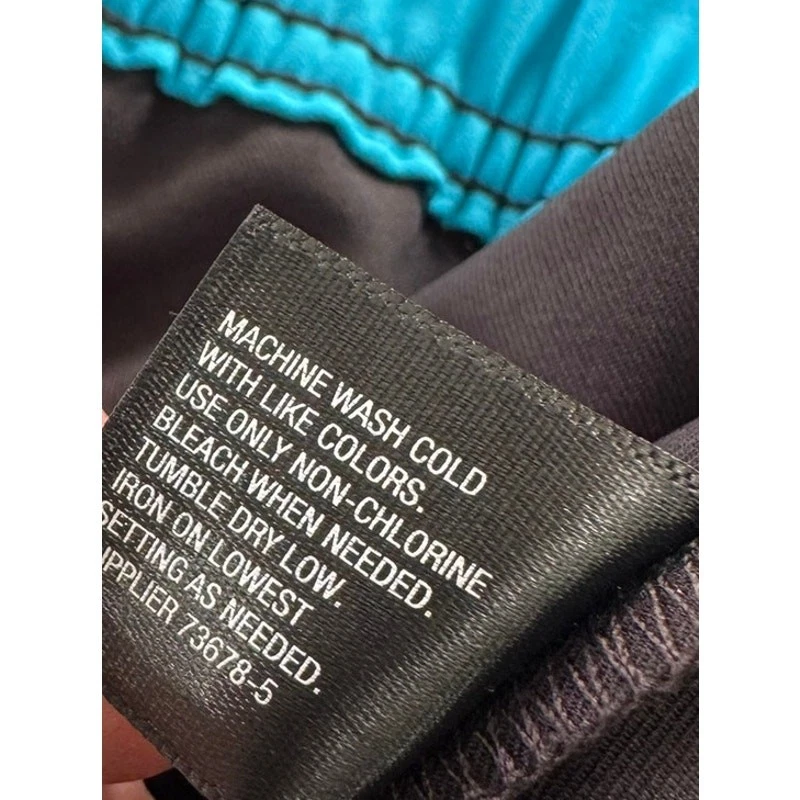 MACHINE WASH COLD
WITH LIKE COLORS.
USE ONLY NON-CHLORINE
BLEACH WHEN NEEDED.
TUMBLE DRY LOW.
IRON ON LOWEST
SETTING AS NEEDED.
UPPLIER 73678-5